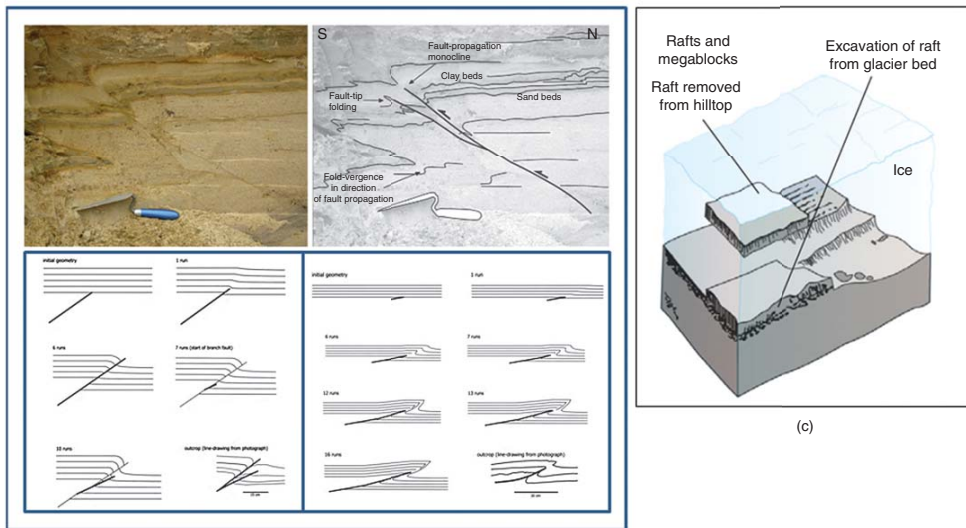 S
N
Fault-propagation
monocline
Clay beds
Fault-tip
folding
Sand beds
Fold-vergence
in direction
of fault propagation
initial geometry
1 run
6 runs
7 runs (start of branch fault)
10 runs
outcrop (line-drawing from photograph)
initial geometry
1 run
6 runs
7 runs
12 runs
13 runs
16 runs
outcrop (line-drawing from photograph)
Rafts and
megablocks
Raft removed
from hilltop
Excavation of raft
from glacier bed
Ice
(c)